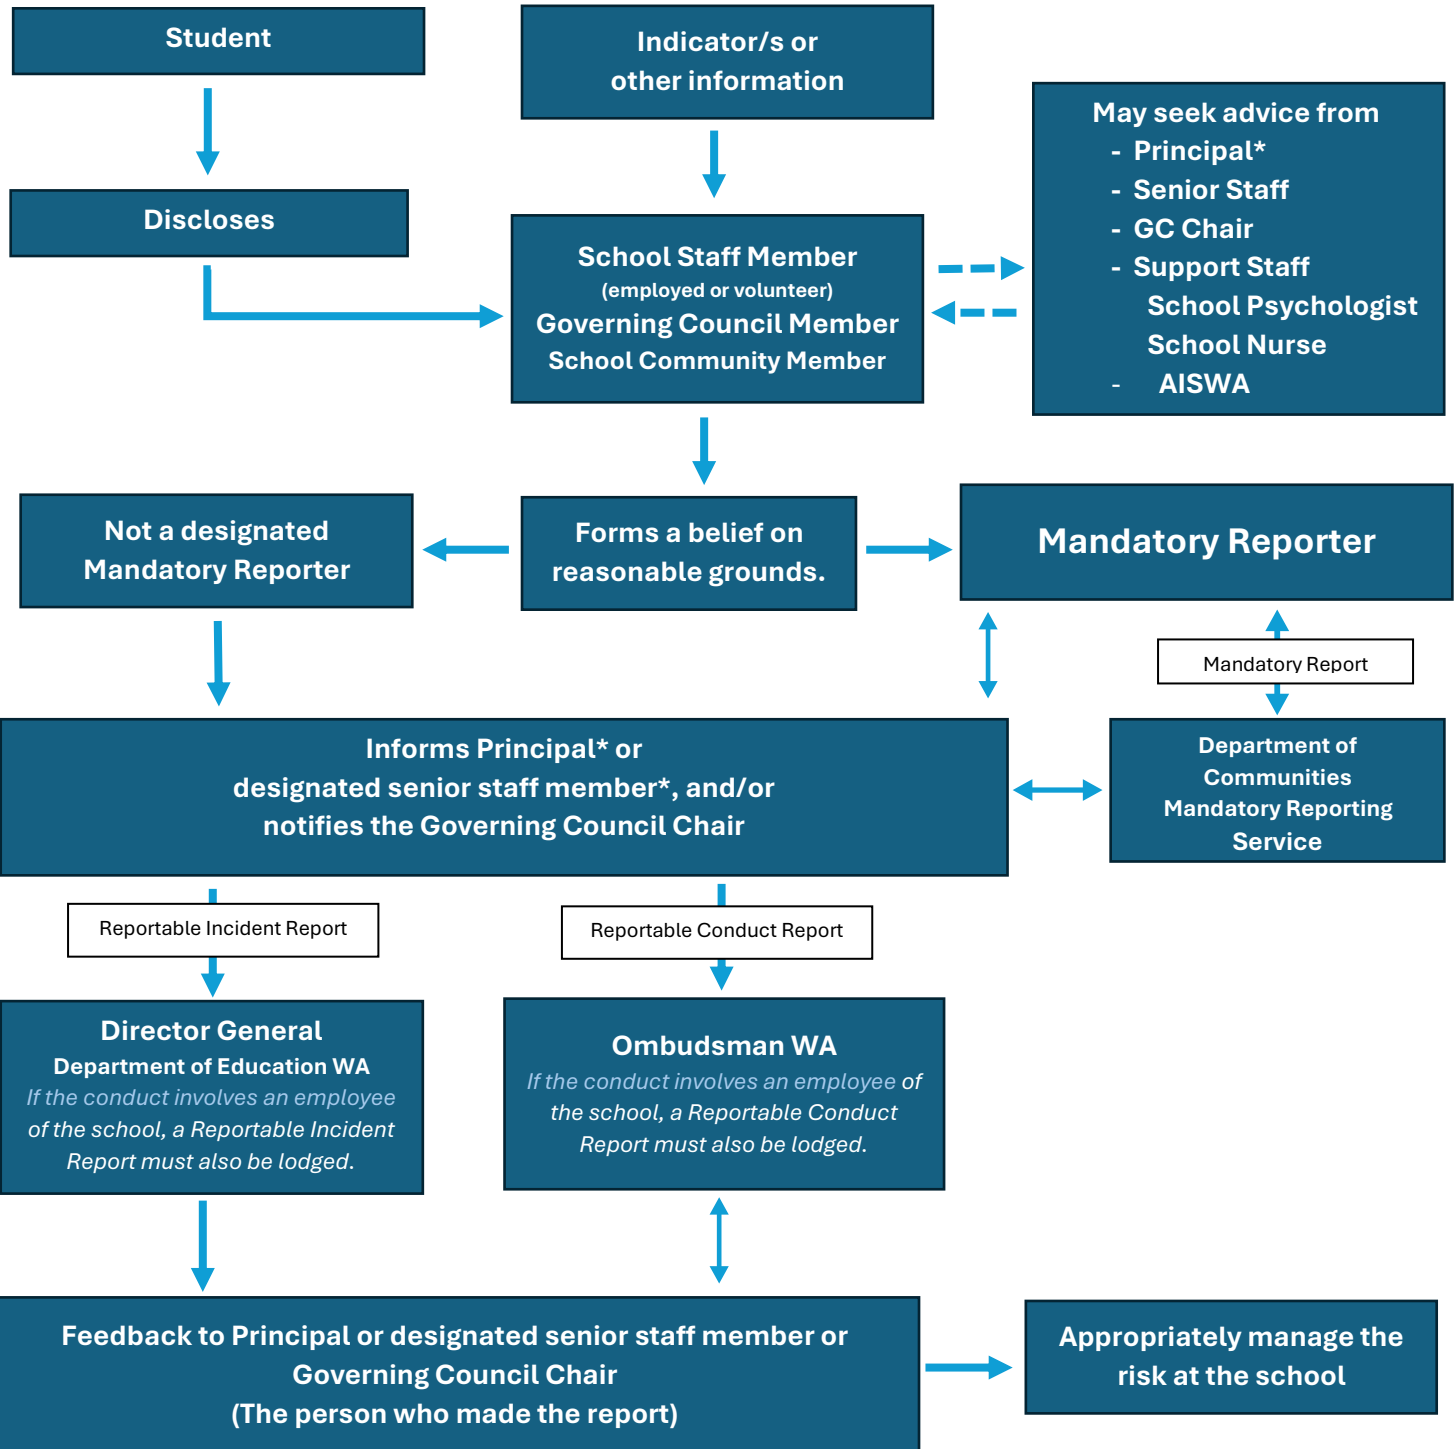 Student
Indicator/s or
other information
May seek advice from
- Principal*
- Senior Staff
- GC Chair
- Support Staff
School Psychologist
School Nurse
- AISWA
Discloses
School Staff Member
(employed or volunteer)
Governing Council Member
School Community Member
Not a designated
Mandatory Reporter
Forms a belief on
reasonable grounds.
Mandatory Reporter
Mandatory Report
Informs Principal* or
designated senior staff member*, and/or
notifies the Governing Council Chair
Department of
Communities
Mandatory Reporting
Service
Reportable Incident Report
Reportable Conduct Report
Director General
Department of Education WA
If the conduct involves an employee
of the school, a Reportable Incident
Report must also be lodged.
Ombudsman WA
If the conduct involves an employee of
the school, a Reportable Conduct
Report must also be lodged.
Feedback to Principal or designated senior staff member or
Governing Council Chair
(The person who made the report)
Appropriately manage the
risk at the school